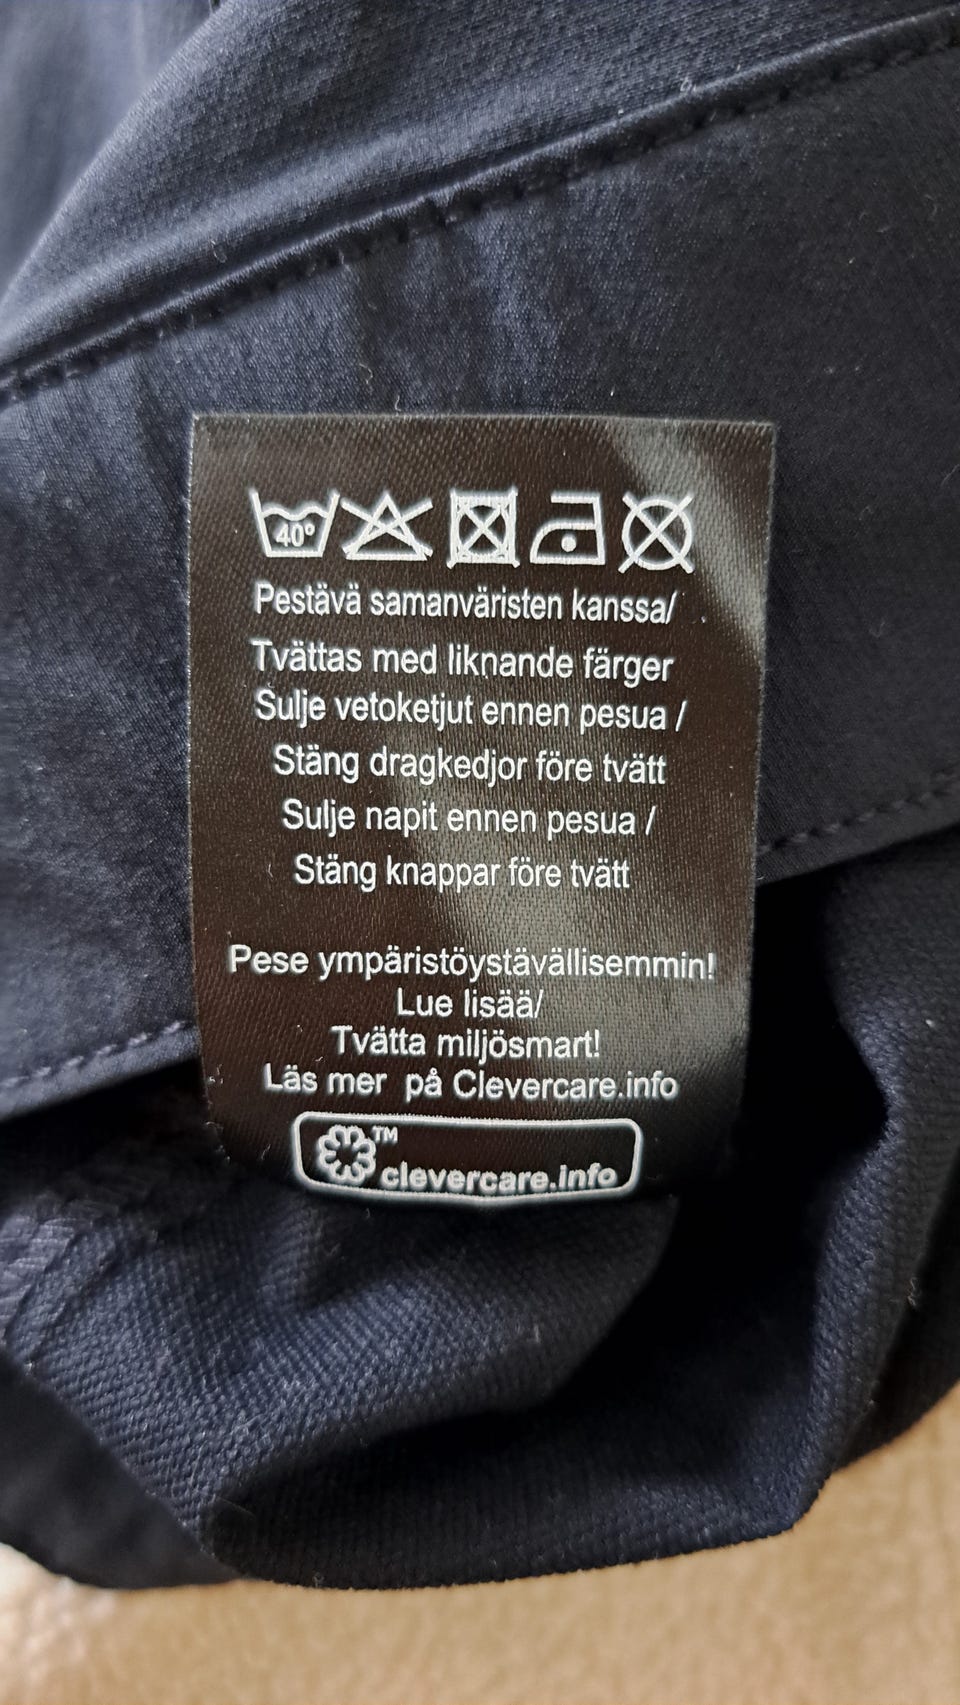 40°
Pestävä samanväristen kanssa/
Tvättas med liknande färger
Sulje vetoketjut ennen pesua /
Stäng dragkedjor före tvätt
Sulje napit ennen pesua /
Stäng knappar före tvätt
Pese ympäristöystävällisemmin!
Lue lisää/
Tvätta miljösmart!
Läs mer på Clevercare.info
TM
clevercare.info